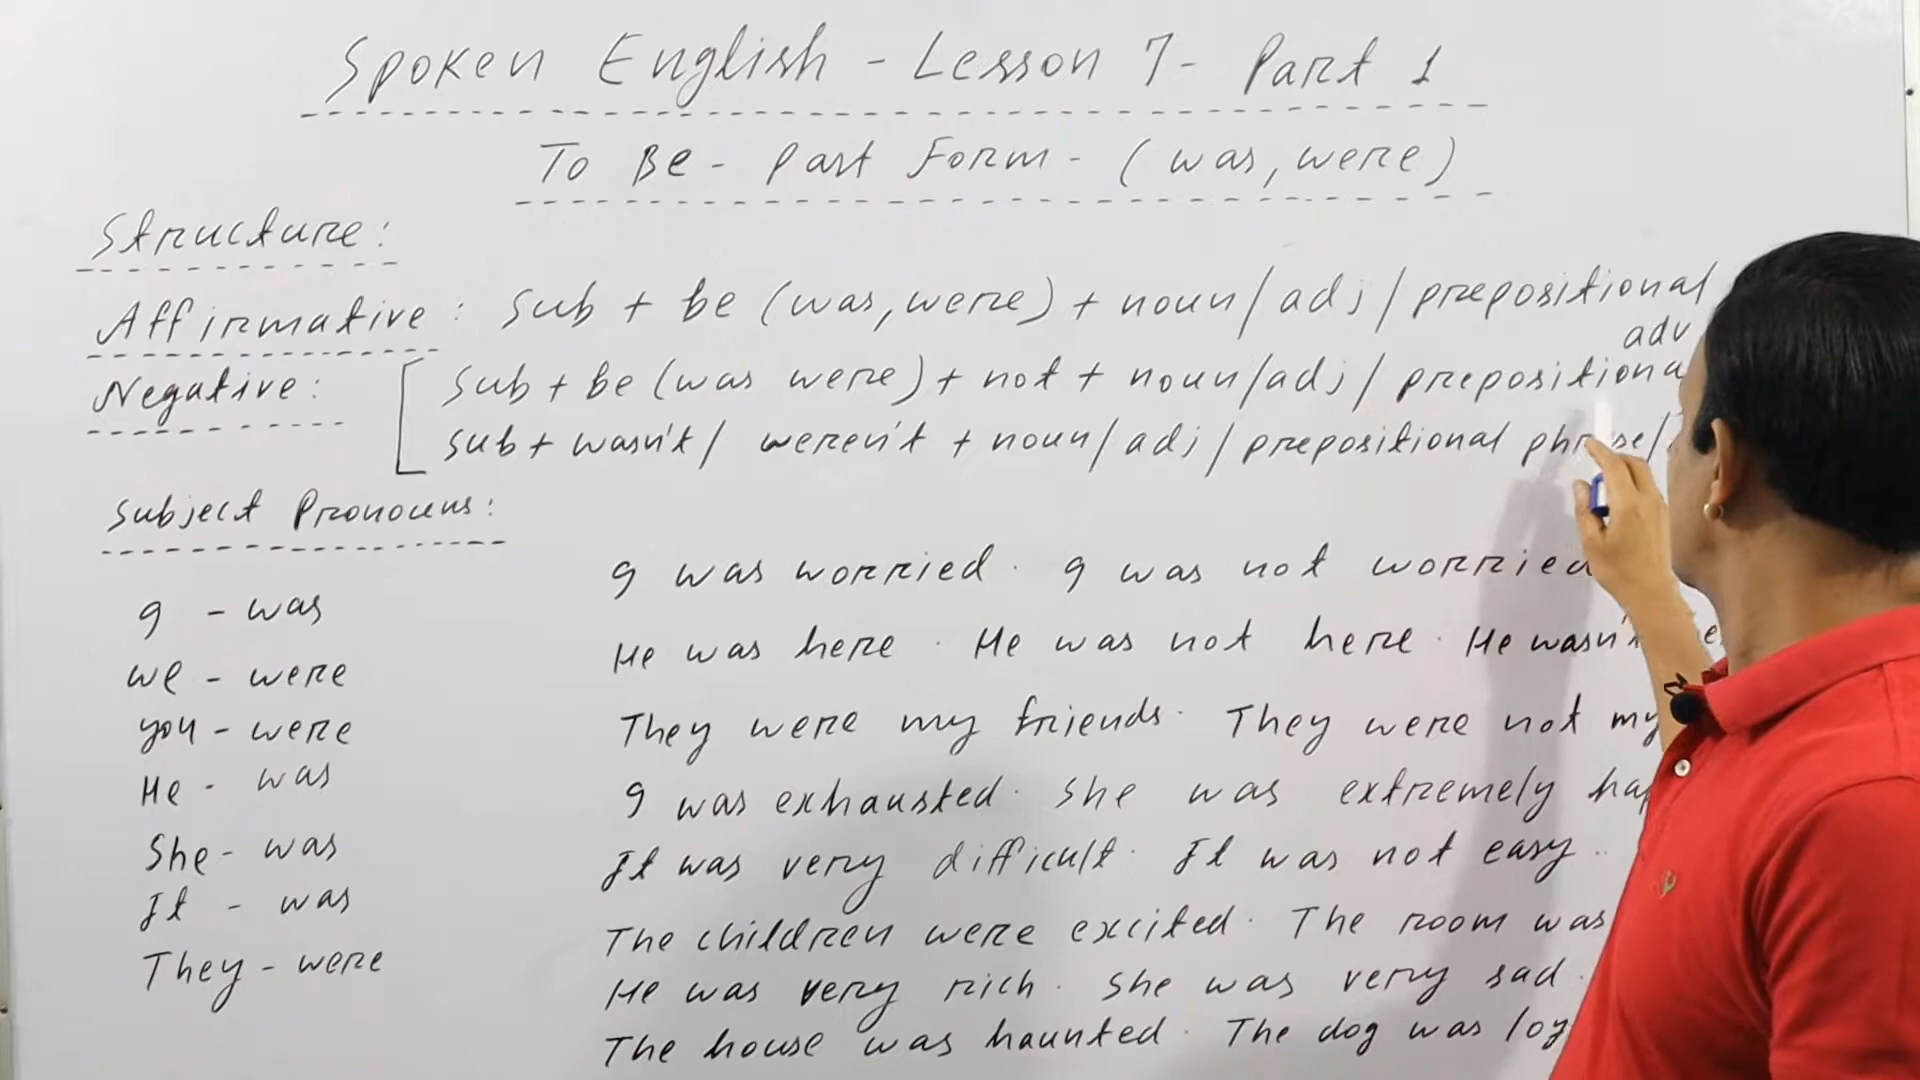 Spoken English - Lesson 7 - Part 1
To Be - Past Form - (was, were)
Structure:
Affirmative: Sub + be (was, were) + noun/adj/prepositional
adv
Negative: Sub + be (was were) + not + noun/adj/
Sub + wasn't/ weren't + noun/adj/prepositional
Subject Pronouns:
I - was
we - were
you - were
He - was
She - was
It - was
They - were
I was worried. I was not
He was here. He was not here. He
They were my friends. They were not my
I was exhausted. She was extremely
It was very difficult. It was not easy.
The children were excited. The room was
He was very rich. She was very sad.
The house was haunted. The dog was